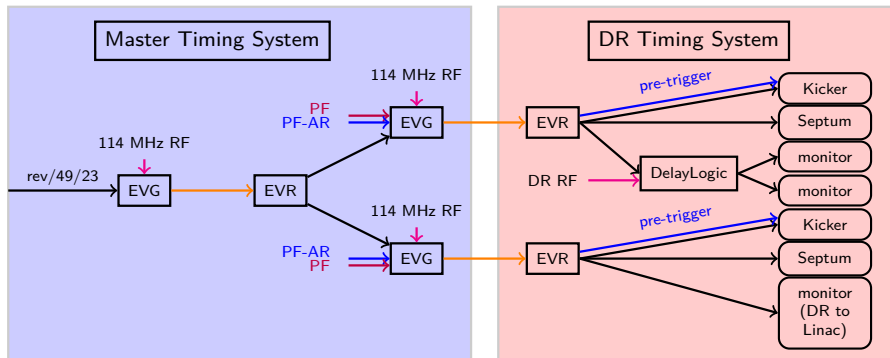 Master Timing System
DR Timing System
114 MHz RF
pre-trigger
Kicker
PF
PF-AR
EVG
EVR
Septum
114 MHz RF
monitor
rev/49/23
EVG
EVR
DR RF
DelayLogic
monitor
114 MHz RF
pre-trigger
Kicker
PF-AR
PF
EVG
EVR
Septum
monitor
(DR to
Linac)